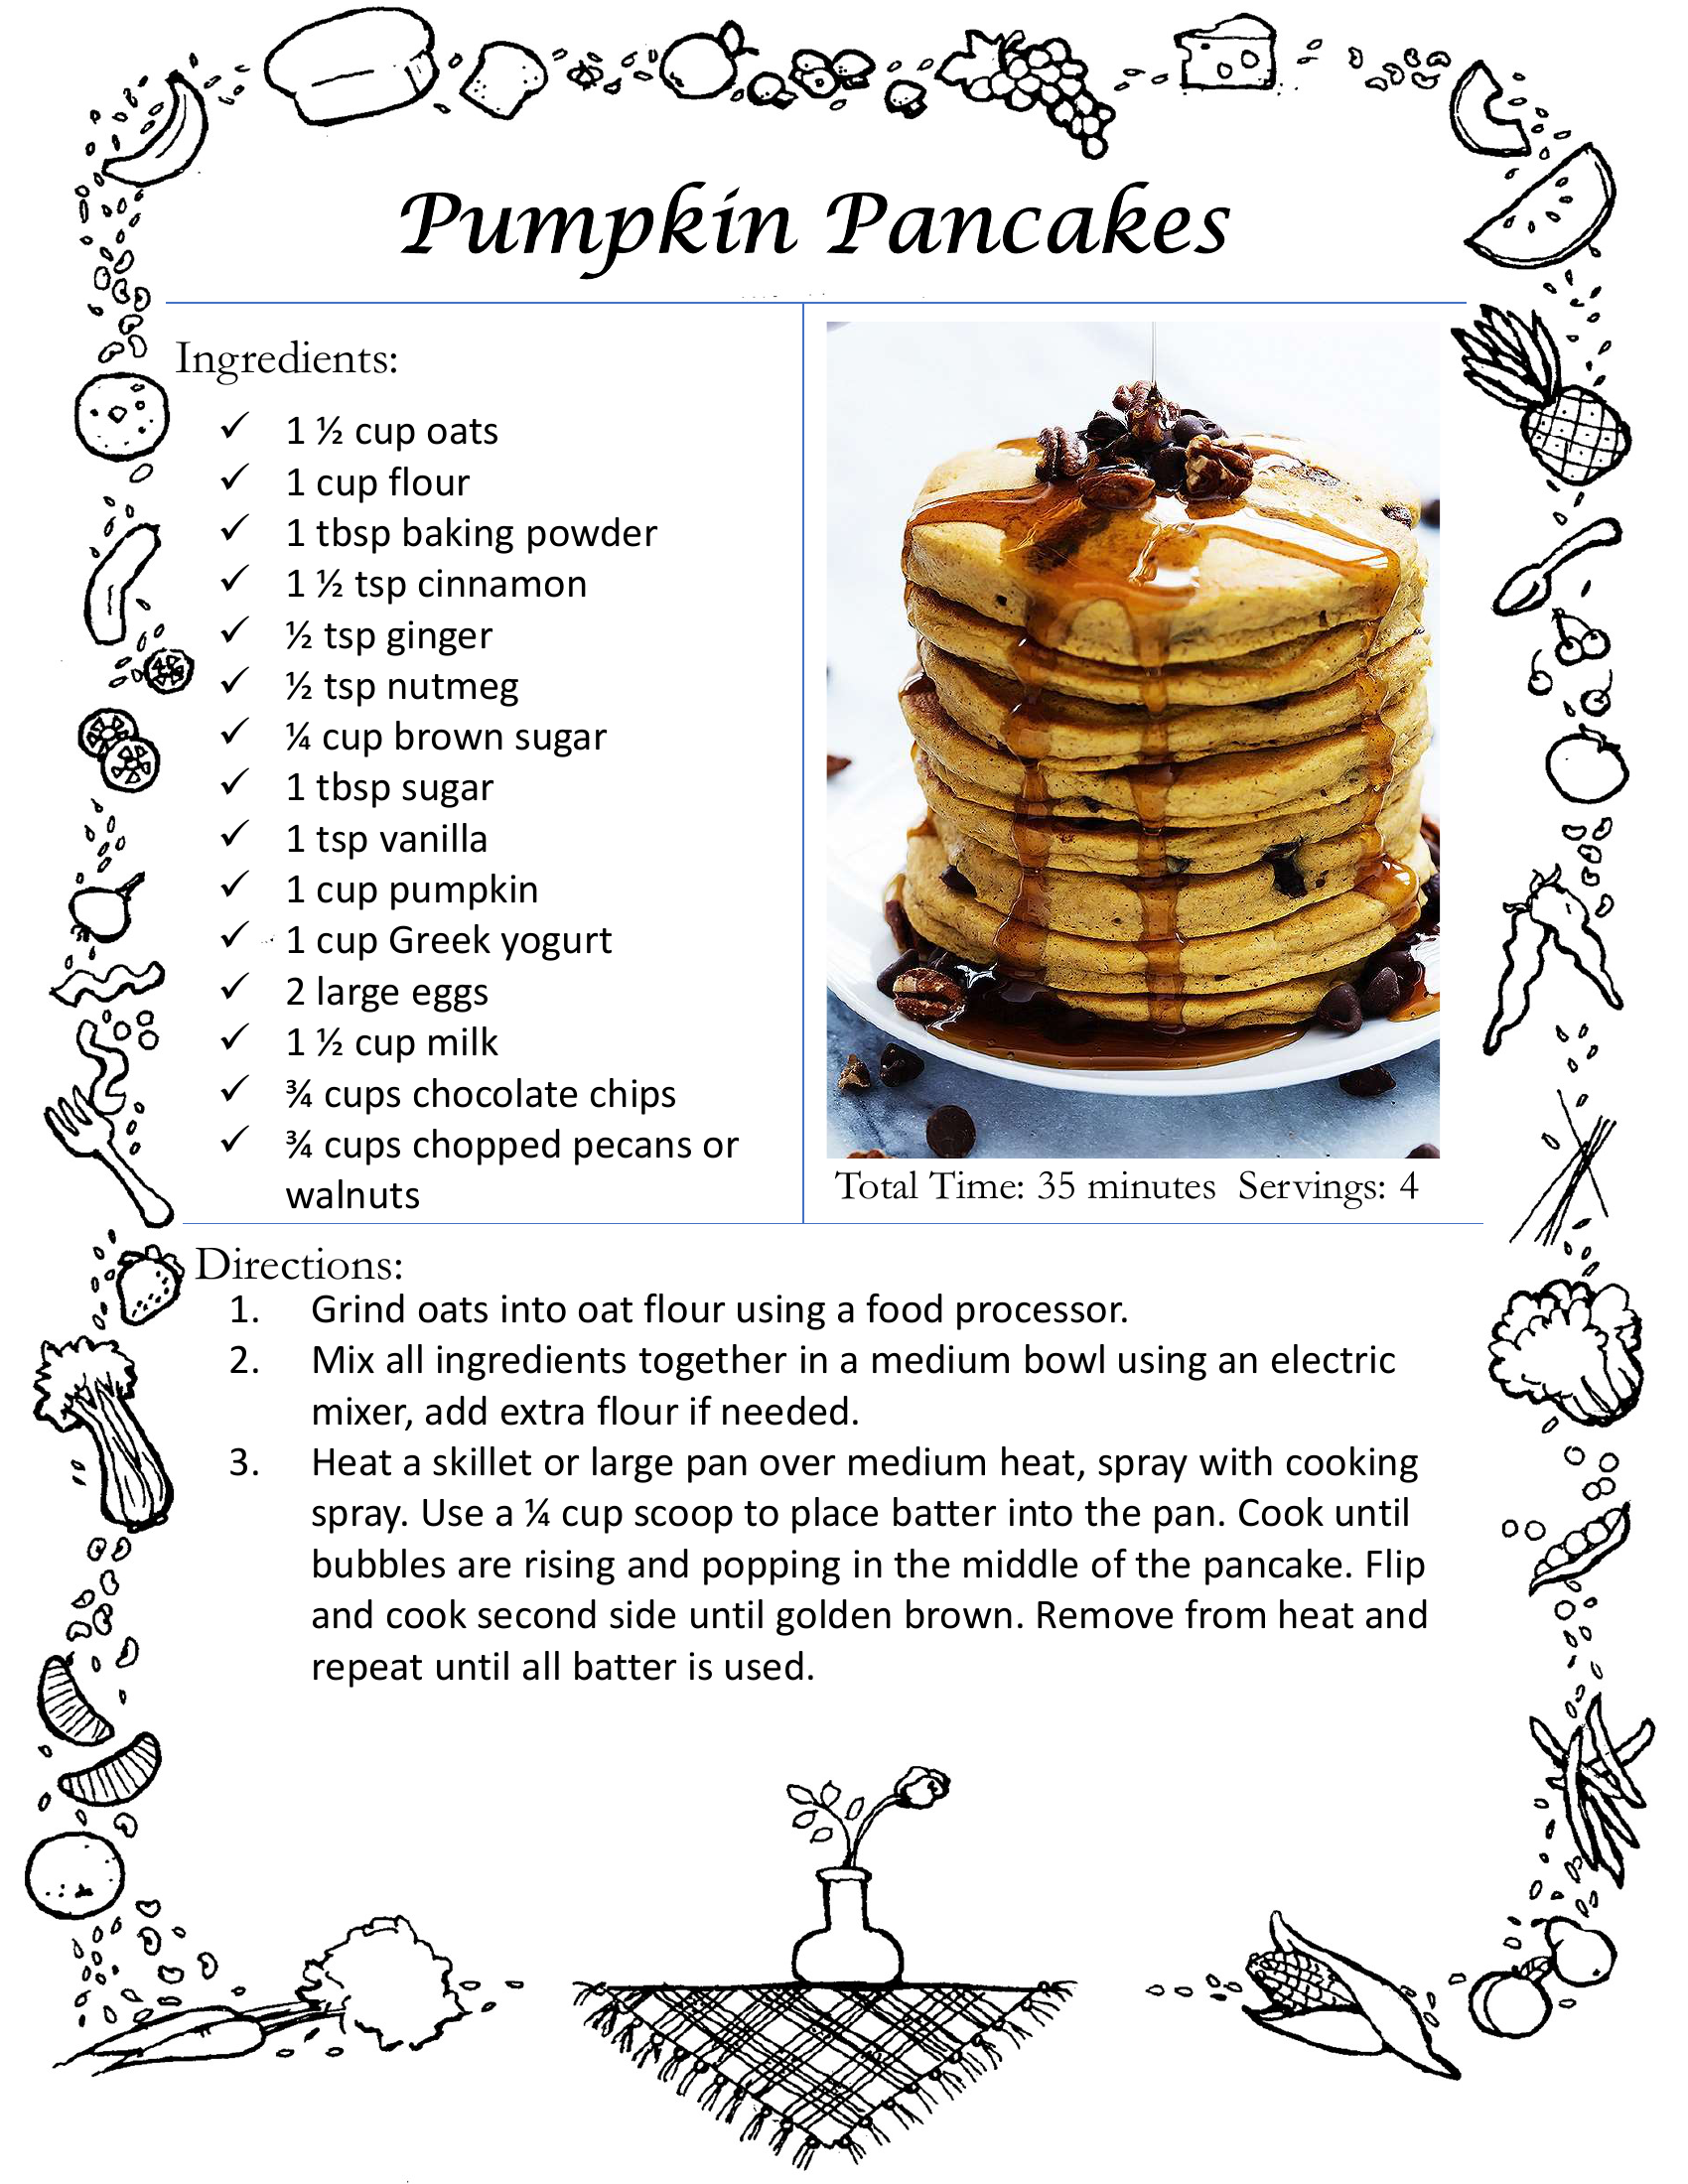 Pumpkin Pancakes
Ingredients:
✓ 1 ½ cup oats
✓ 1 cup flour
✓ 1 tbsp baking powder
✓ 1 ½ tsp cinnamon
✓ ½ tsp ginger
✓ ½ tsp nutmeg
✓ ¼ cup brown sugar
✓ 1 tbsp sugar
✓ 1 tsp vanilla
✓ 1 cup pumpkin
✓ 1 cup Greek yogurt
✓ 2 large eggs
✓ 1 ½ cup milk
✓ ¾ cups chocolate chips
✓ ¾ cups chopped pecans or
walnuts
Total Time: 35 minutes  Servings: 4
Directions:
1. Grind oats into oat flour using a food processor.
2. Mix all ingredients together in a medium bowl using an electric
mixer, add extra flour if needed.
3. Heat a skillet or large pan over medium heat, spray with cooking
spray. Use a ¼ cup scoop to place batter into the pan. Cook until
bubbles are rising and popping in the middle of the pancake. Flip
and cook second side until golden brown. Remove from heat and
repeat until all batter is used.